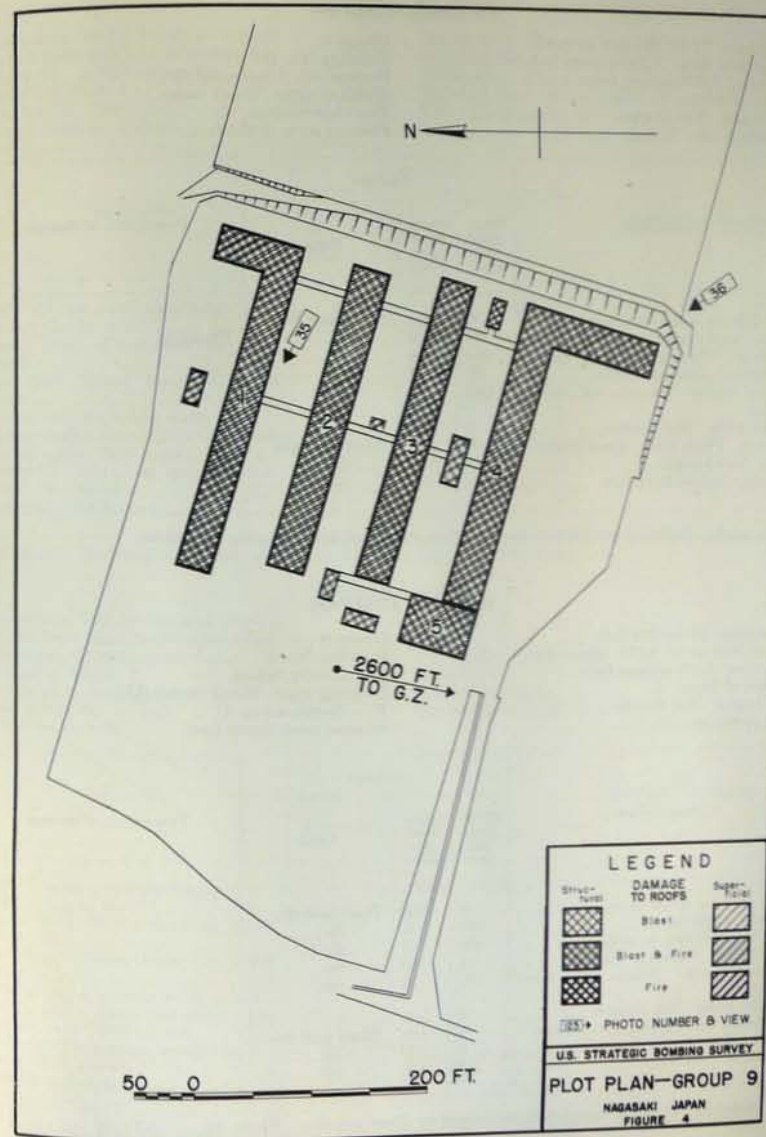 N
36
35
1
2
3
4
5
2600 FT.
TO G.Z.
LEGEND
Struc-
tural
DAMAGE
TO ROOFS
Super-
ficial
Blast
Blast & Fire
Fire
PHOTO NUMBER & VIEW
U.S. STRATEGIC BOMBING SURVEY
PLOT PLAN—GROUP 9
NAGASAKI JAPAN
FIGURE 4
50 0 200 FT.